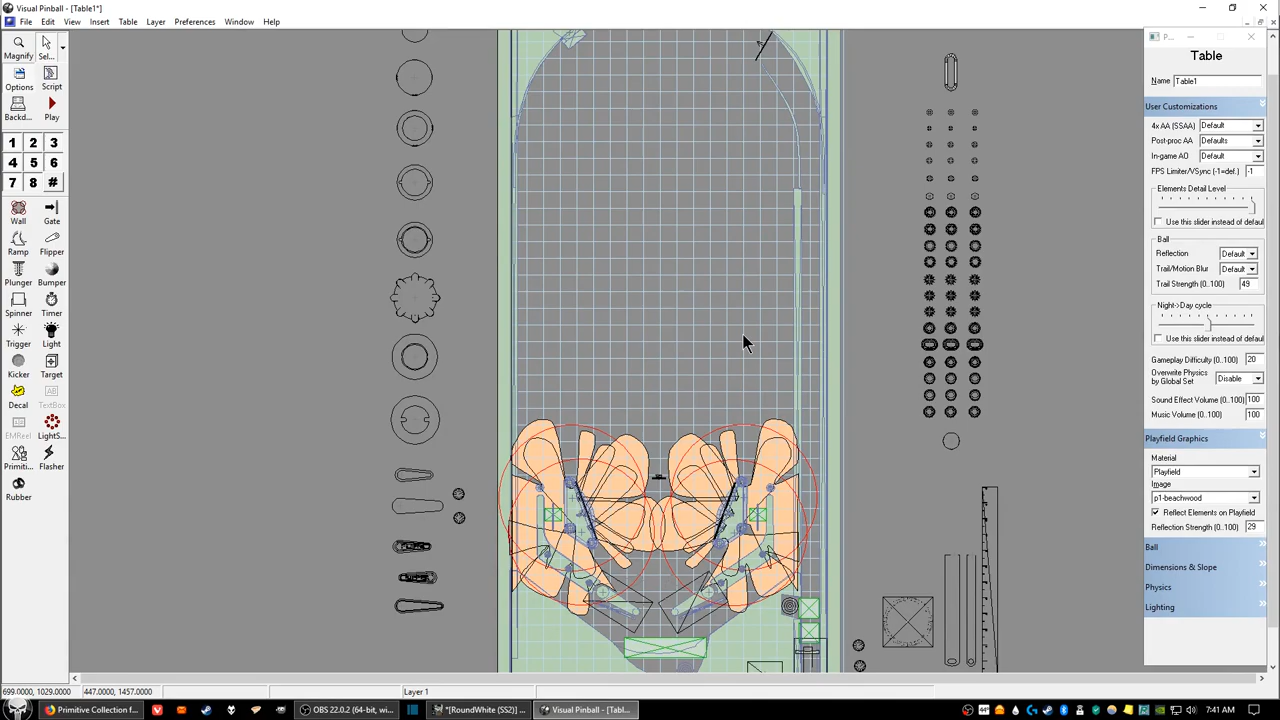 Visual Pinball - [Table1*]
File Edit View Insert Table Layer Preferences Window Help
Magnify Sel...
Options Script
Backd... Play
1 2 3
4 5 6
7 8 #
Wall Gate
Ramp Flipper
Plunger Bumper
Spinner Timer
Trigger Light
Kicker Target
Decal TextBox
EMReel LightS...
Primiti... Flasher
Rubber
P...
Table
Name Table1
User Customizations
4x AA (SSAA) Default
Post-proc AA Defaults
In-game AO Default
FPS Limiter/VSync (-1=def.) -1
Elements Detail Level
Use this slider instead of defaul
Ball
Reflection Default
Trail/Motion Blur Default
Trail Strength (0..100) 49
Night->Day cycle
Use this slider instead of defaul
Gameplay Difficulty (0..100) 20
Overwrite Physics
by Global Set Disable
Sound Effect Volume (0..100) 100
Music Volume (0..100) 100
Playfield Graphics
Material
Playfield
Image
p1-beachwood
Reflect Elements on Playfield
Reflection Strength (0..100) 29
Ball
Dimensions & Slope
Physics
Lighting
699.0000, 1029.0000 447.0000, 1457.0000 Layer 1
Primitive Collection f... OBS 22.0.2 (64-bit, w... *[RoundWhite (SS2)] ... Visual Pinball - [Tabl... 44° 7:41 AM